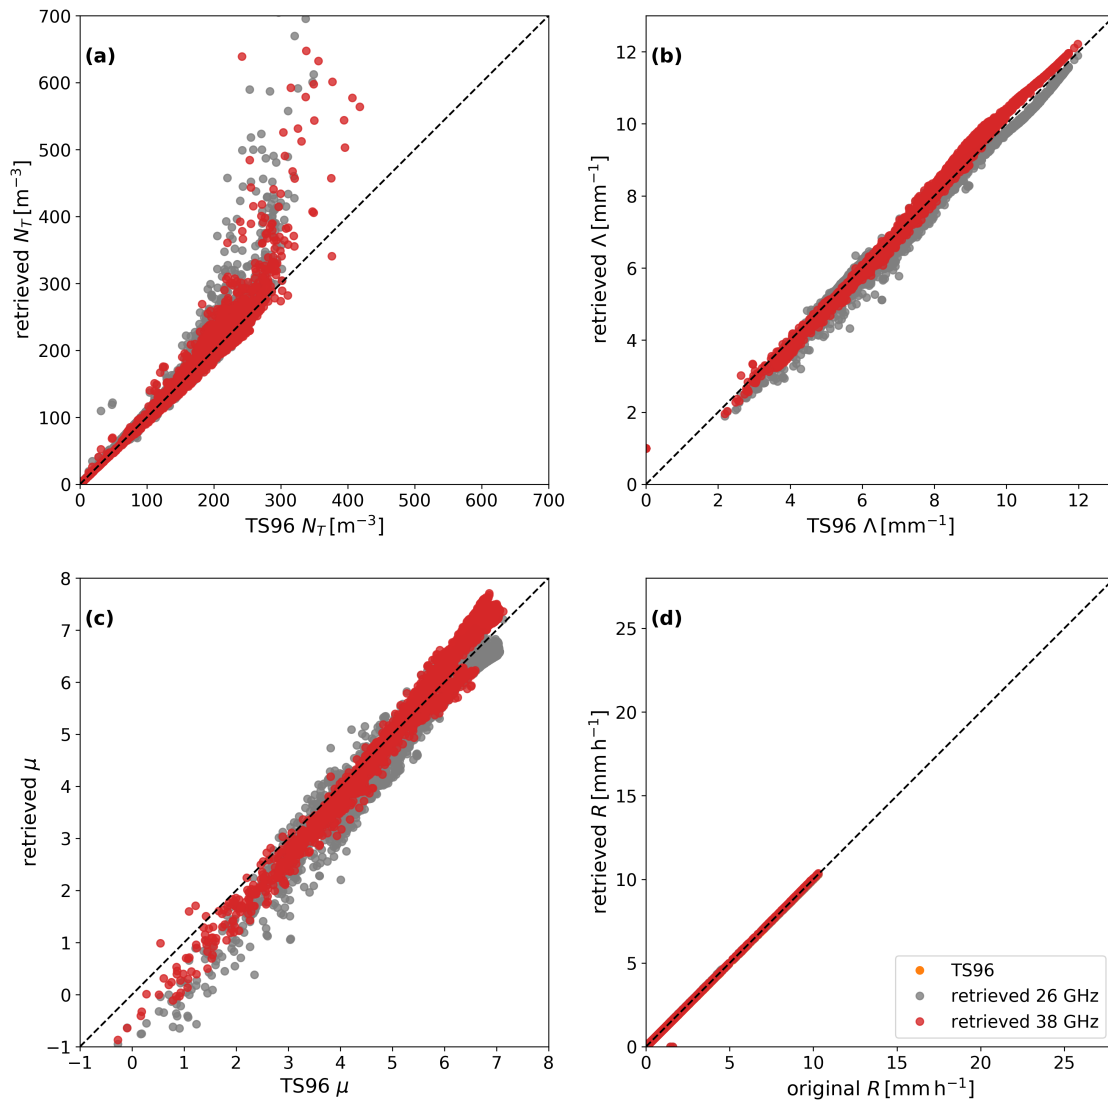 (a)
700
600
500
400
300
200
100
0
retrieved N_T [m⁻³]
0 100 200 300 400 500 600 700
TS96 N_T [m⁻³]
(b)
12
10
8
6
4
2
0
retrieved Λ [mm⁻¹]
0 2 4 6 8 10 12
TS96 Λ [mm⁻¹]
(c)
8
7
6
5
4
3
2
1
0
−1
retrieved μ
−1 0 1 2 3 4 5 6 7 8
TS96 μ
(d)
25
20
15
10
5
0
retrieved R [mm h⁻¹]
TS96
retrieved 26 GHz
retrieved 38 GHz
0 5 10 15 20 25
original R [mm h⁻¹]